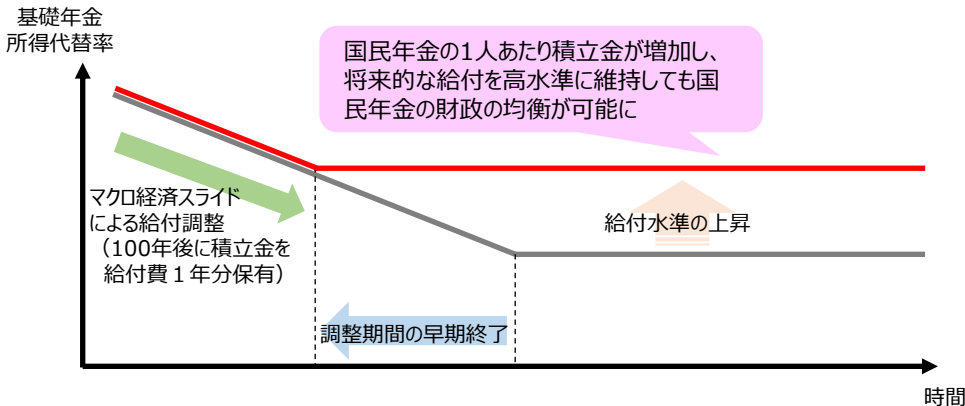 基礎年金
所得代替率
国民年金の1人あたり積立金が増加し、
将来的な給付を高水準に維持しても国
民年金の財政の均衡が可能に
マクロ経済スライド
による給付調整
（100年後に積立金を
給付費１年分保有）
給付水準の上昇
調整期間の早期終了
時間